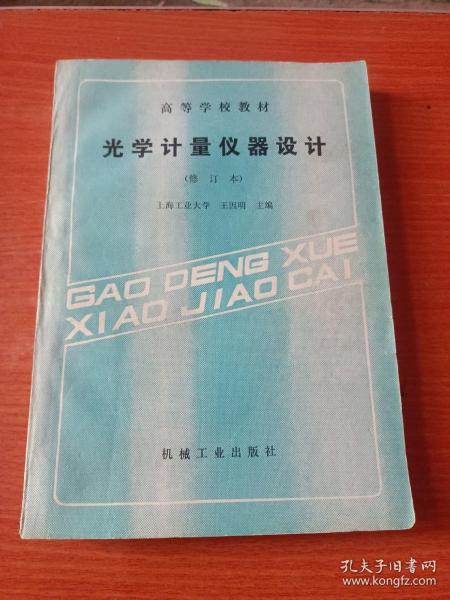 高等学校教材
光学计量仪器设计
(修订本)
上海工业大学 王因明 主编
GAO DENG XUE
XIAO JIAO CAI
机械工业出版社
孔夫子旧书网
www.kongfz.com